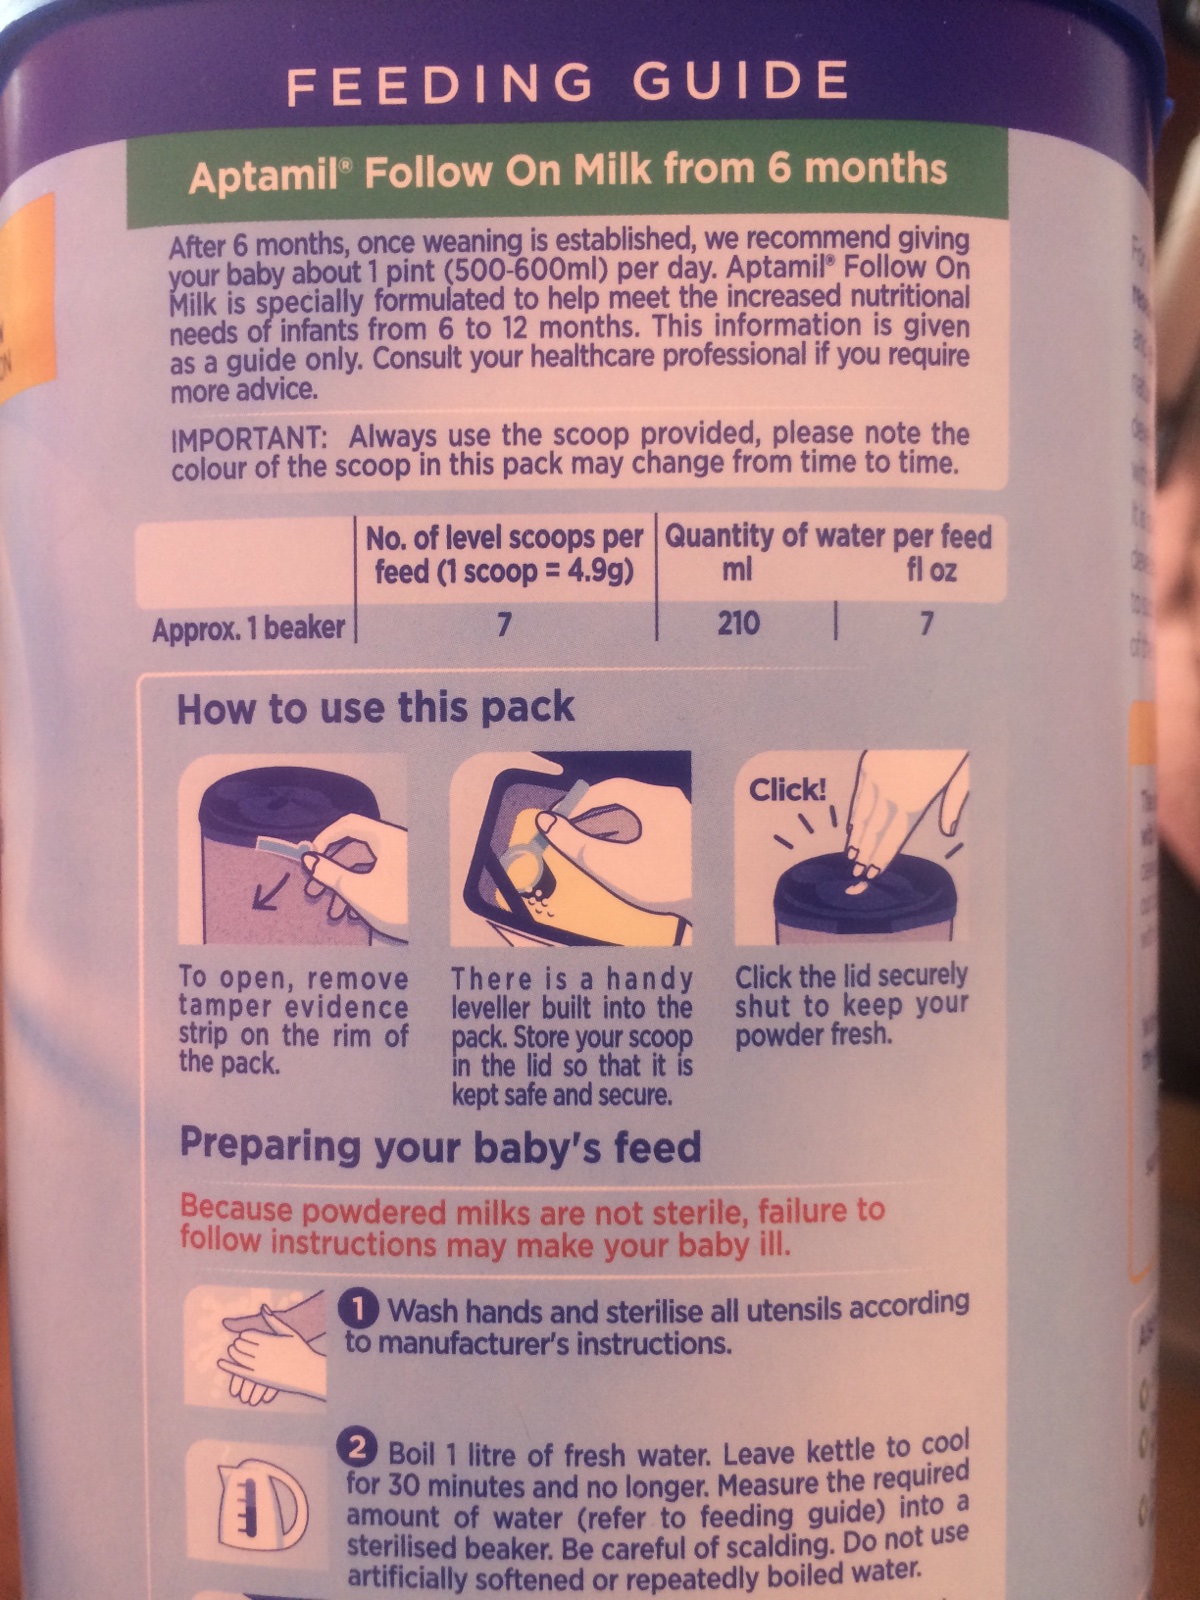 FEEDING GUIDE
Aptamil® Follow On Milk from 6 months
After 6 months, once weaning is established, we recommend giving
your baby about 1 pint (500-600ml) per day. Aptamil® Follow On
Milk is specially formulated to help meet the increased nutritional
needs of infants from 6 to 12 months. This information is given
as a guide only. Consult your healthcare professional if you require
more advice.
IMPORTANT: Always use the scoop provided, please note the
colour of the scoop in this pack may change from time to time.
No. of level scoops per Quantity of water per feed
feed (1 scoop = 4.9g) ml fl oz
Approx. 1 beaker 7 210 7
How to use this pack
Click!
To open, remove
tamper evidence
strip on the rim of
the pack.
There is a handy
leveller built into the
pack. Store your scoop
in the lid so that it is
kept safe and secure.
Click the lid securely
shut to keep your
powder fresh.
Preparing your baby's feed
Because powdered milks are not sterile, failure to
follow instructions may make your baby ill.
1 Wash hands and sterilise all utensils according
to manufacturer's instructions.
2 Boil 1 litre of fresh water. Leave kettle to cool
for 30 minutes and no longer. Measure the required
amount of water (refer to feeding guide) into a
sterilised beaker. Be careful of scalding. Do not use
artificially softened or repeatedly boiled water.